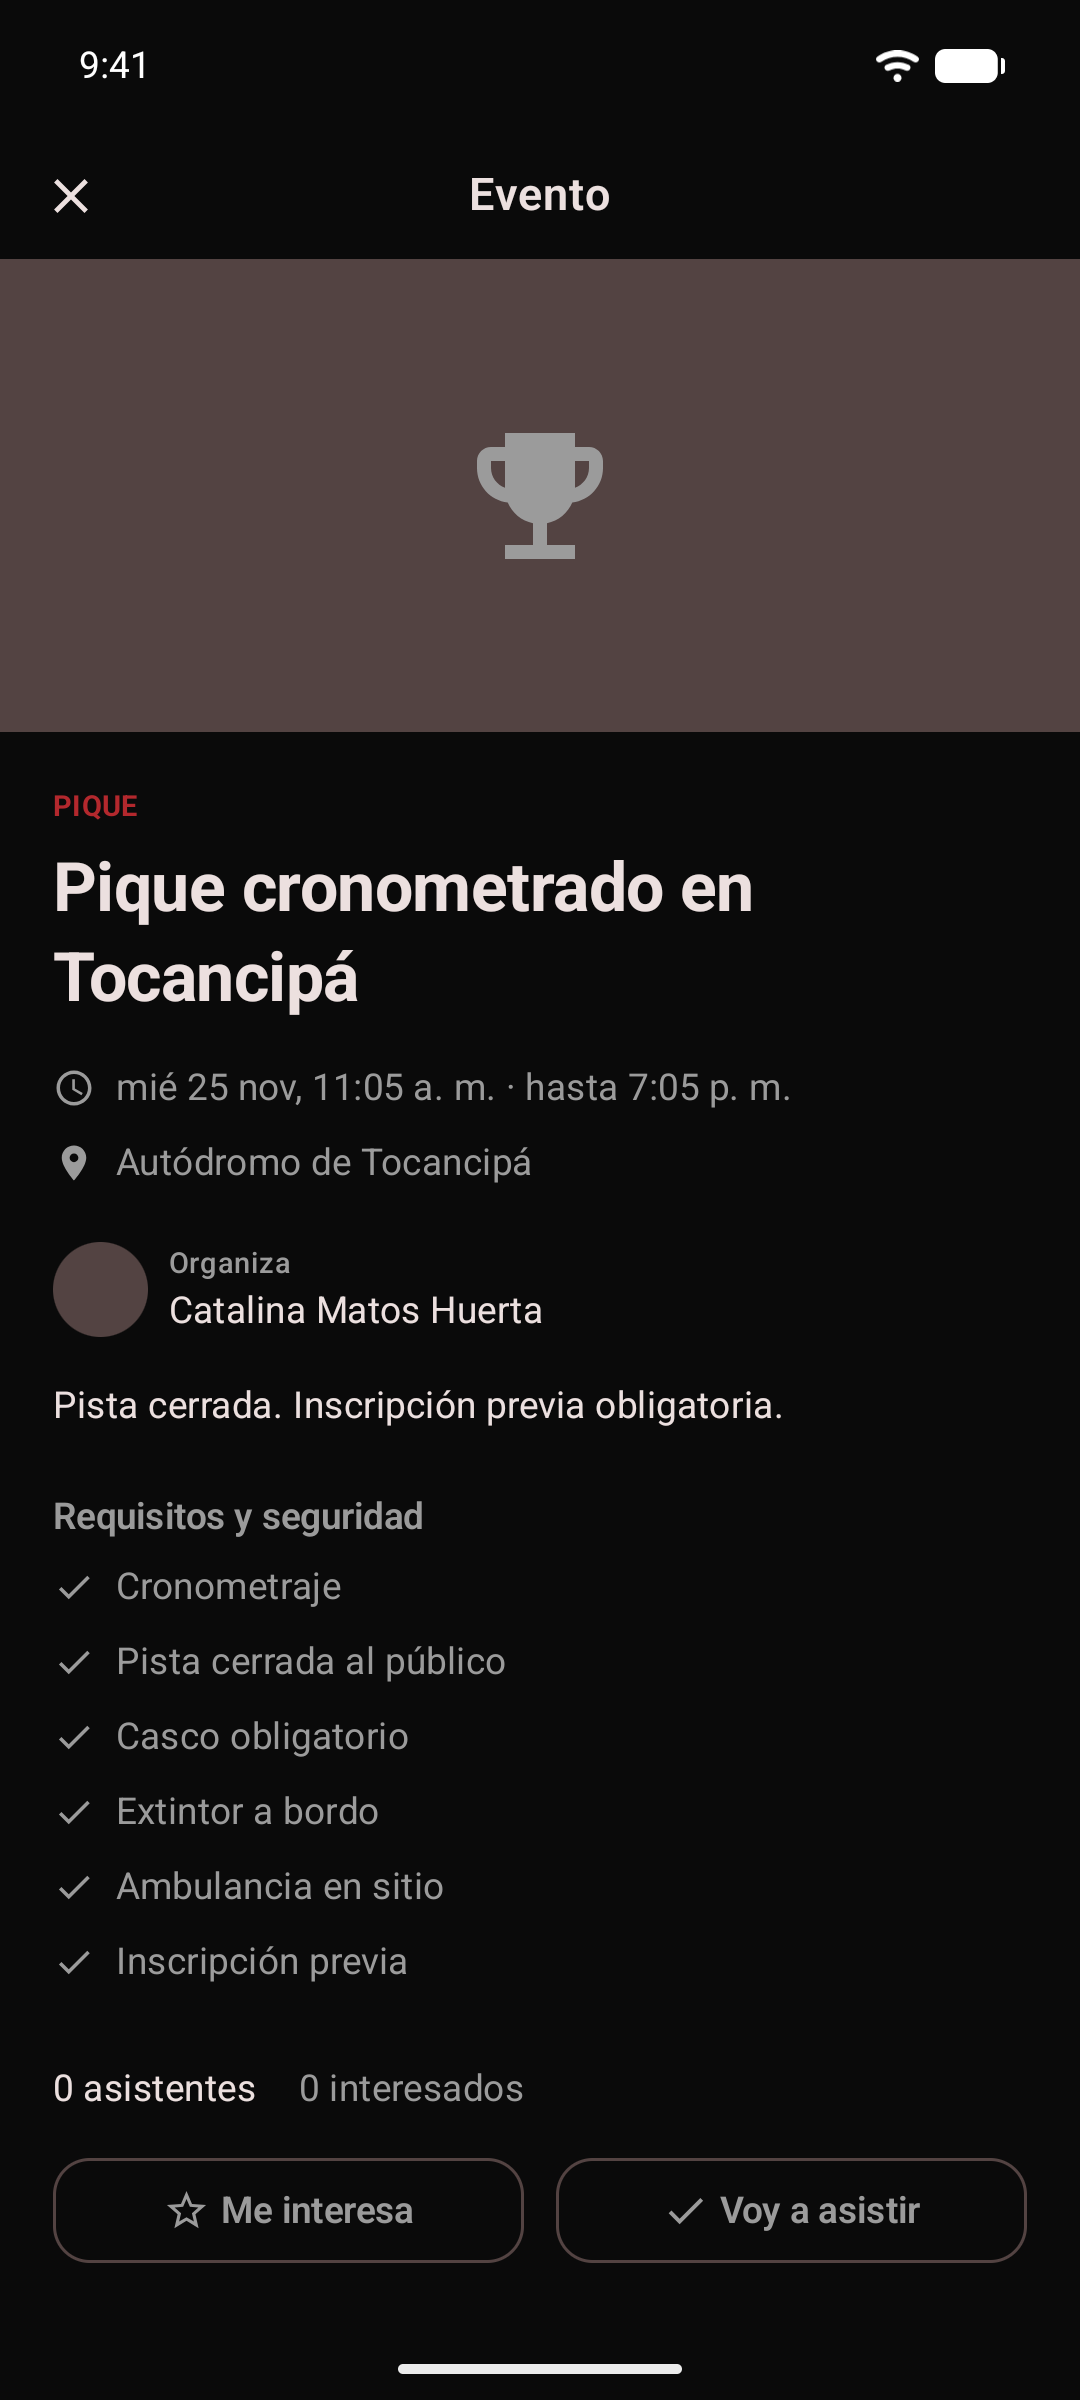 9:41
Evento
PIQUE
Pique cronometrado en
Tocancipá
mié 25 nov, 11:05 a. m. · hasta 7:05 p. m.
Autódromo de Tocancipá
Organiza
Catalina Matos Huerta
Pista cerrada. Inscripción previa obligatoria.
Requisitos y seguridad
Cronometraje
Pista cerrada al público
Casco obligatorio
Extintor a bordo
Ambulancia en sitio
Inscripción previa
0 asistentes 0 interesados
Me interesa Voy a asistir